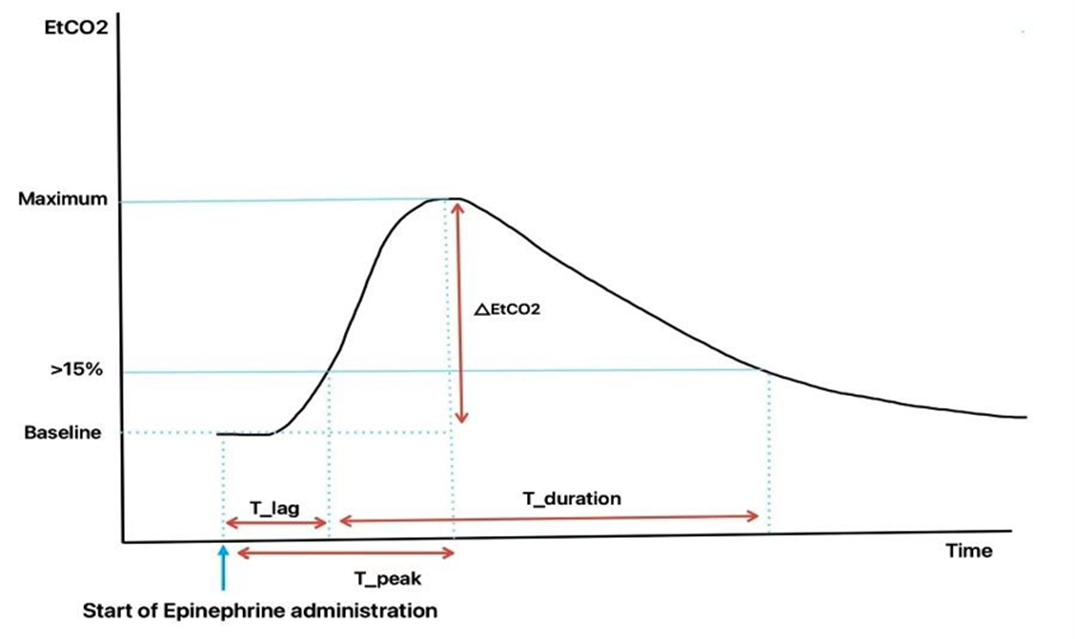 EtCO2
Maximum
△EtCO2
>15%
Baseline
T_lag
T_duration
Time
T_peak
Start of Epinephrine administration